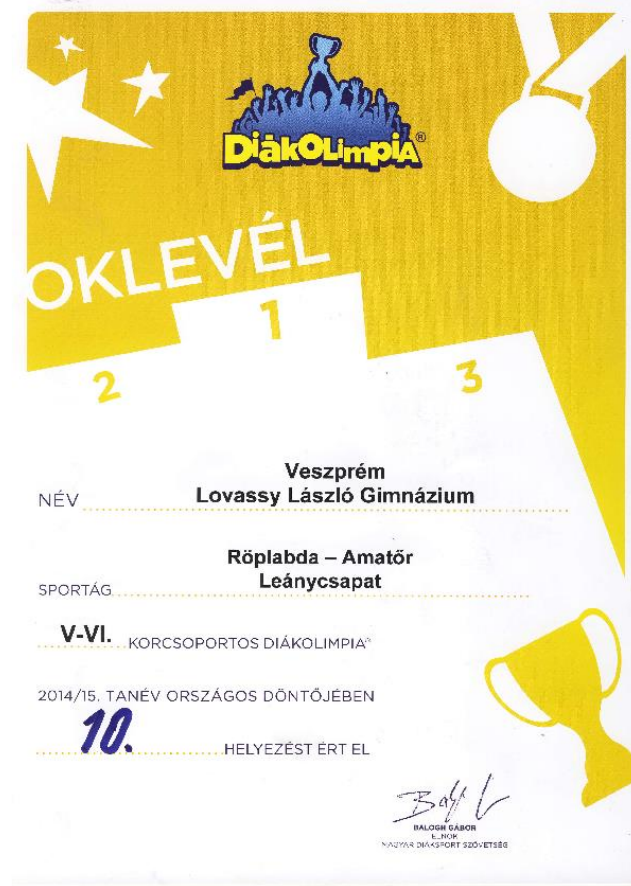 DiákOLimpiA®
OKLEVÉL
1
2
3
Veszprém
NÉV Lovassy László Gimnázium
Röplabda – Amatőr
SPORTÁG Leánycsapat
V-VI. KORCSOPORTOS DIÁKOLIMPIA®
2014/15. TANÉV ORSZÁGOS DÖNTŐJÉBEN
10. HELYEZÉST ÉRT EL
BALOGH GÁBOR
ELNÖK
MAGYAR DIÁKSPORT SZÖVETSÉG